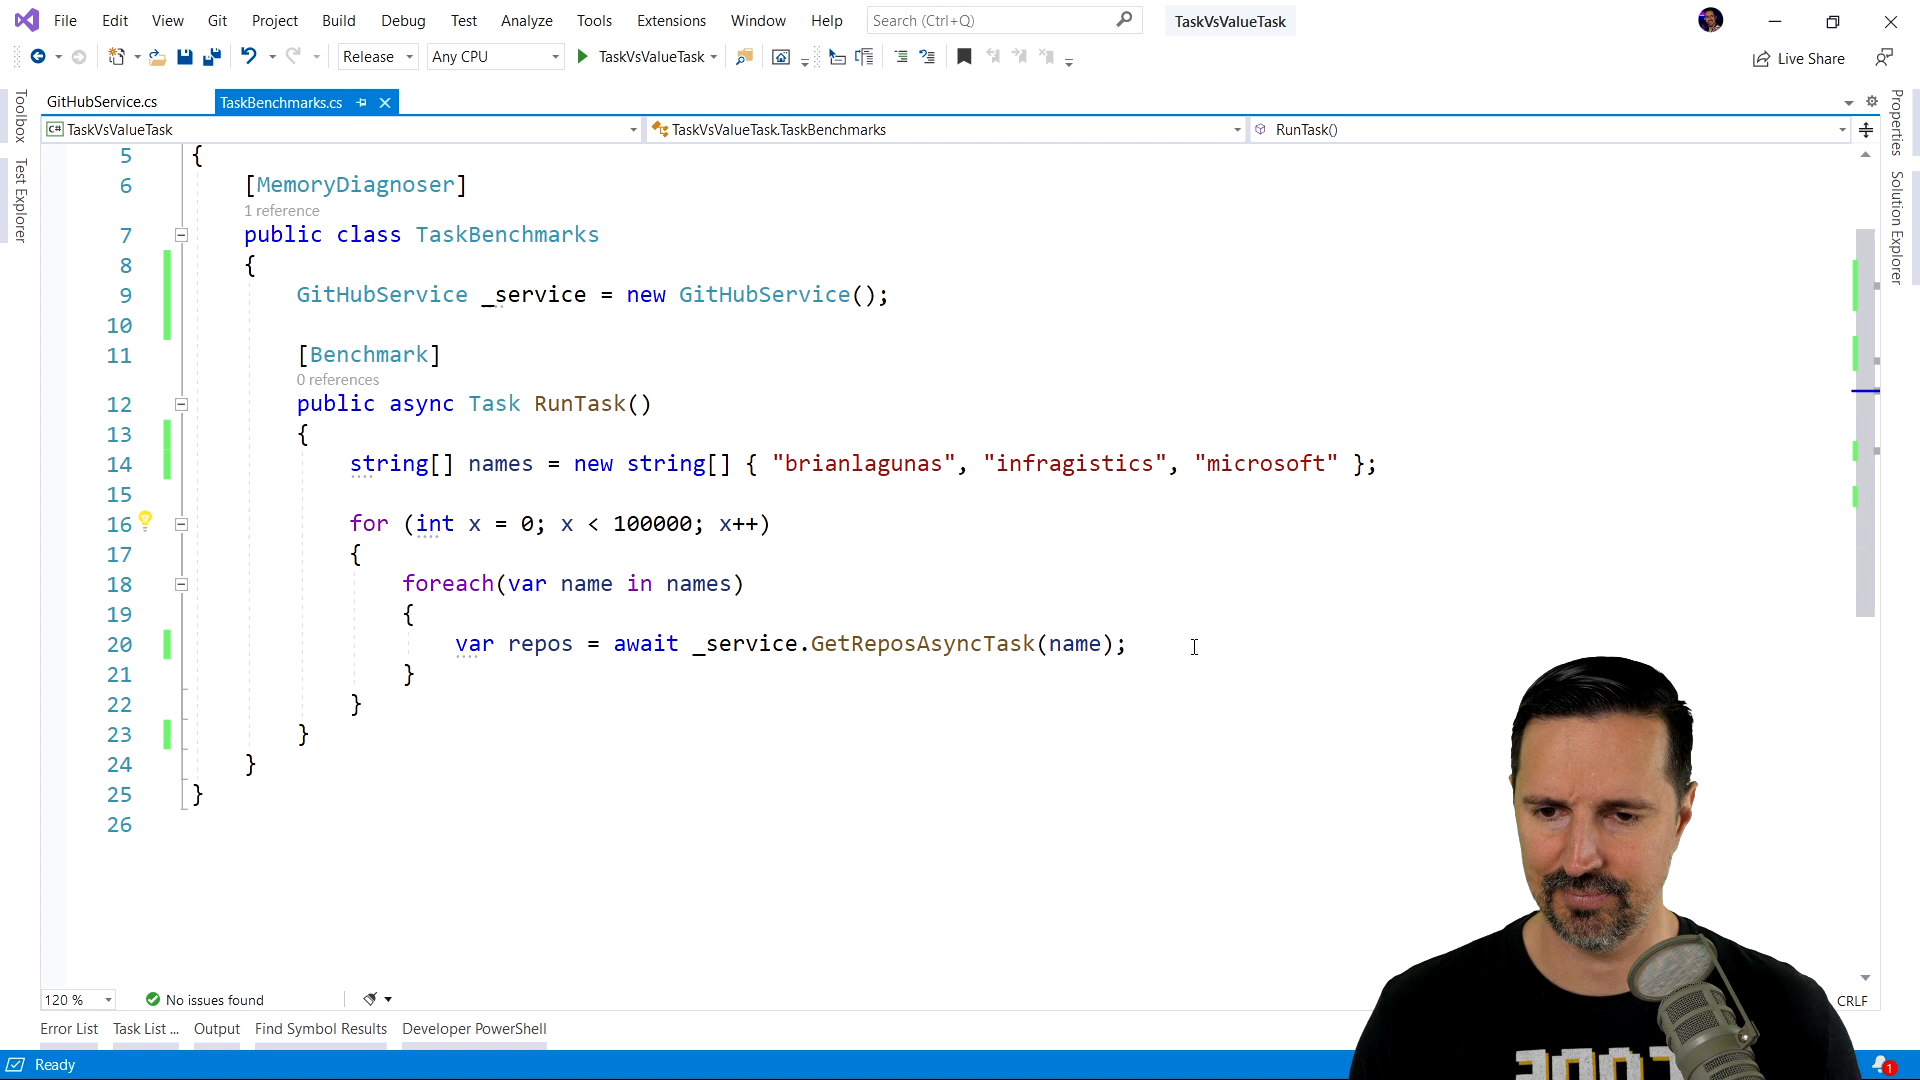 File Edit View Git Project Build Debug Test Analyze Tools Extensions Window Help Search (Ctrl+Q) TaskVsValueTask
Release Any CPU TaskVsValueTask Live Share
GitHubService.cs TaskBenchmarks.cs
C# TaskVsValueTask TaskVsValueTask.TaskBenchmarks RunTask()
Toolbox
Test Explorer
Properties
Solution Explorer
5 {
6 [MemoryDiagnoser]
1 reference
7 public class TaskBenchmarks
8 {
9 GitHubService _service = new GitHubService();
10
11 [Benchmark]
0 references
12 public async Task RunTask()
13 {
14 string[] names = new string[] { "brianlagunas", "infragistics", "microsoft" };
15
16 for (int x = 0; x < 100000; x++)
17 {
18 foreach(var name in names)
19 {
20 var repos = await _service.GetReposAsyncTask(name);
21 }
22 }
23 }
24 }
25 }
26
120 % No issues found CRLF
Error List Task List ... Output Find Symbol Results Developer PowerShell
Ready 1